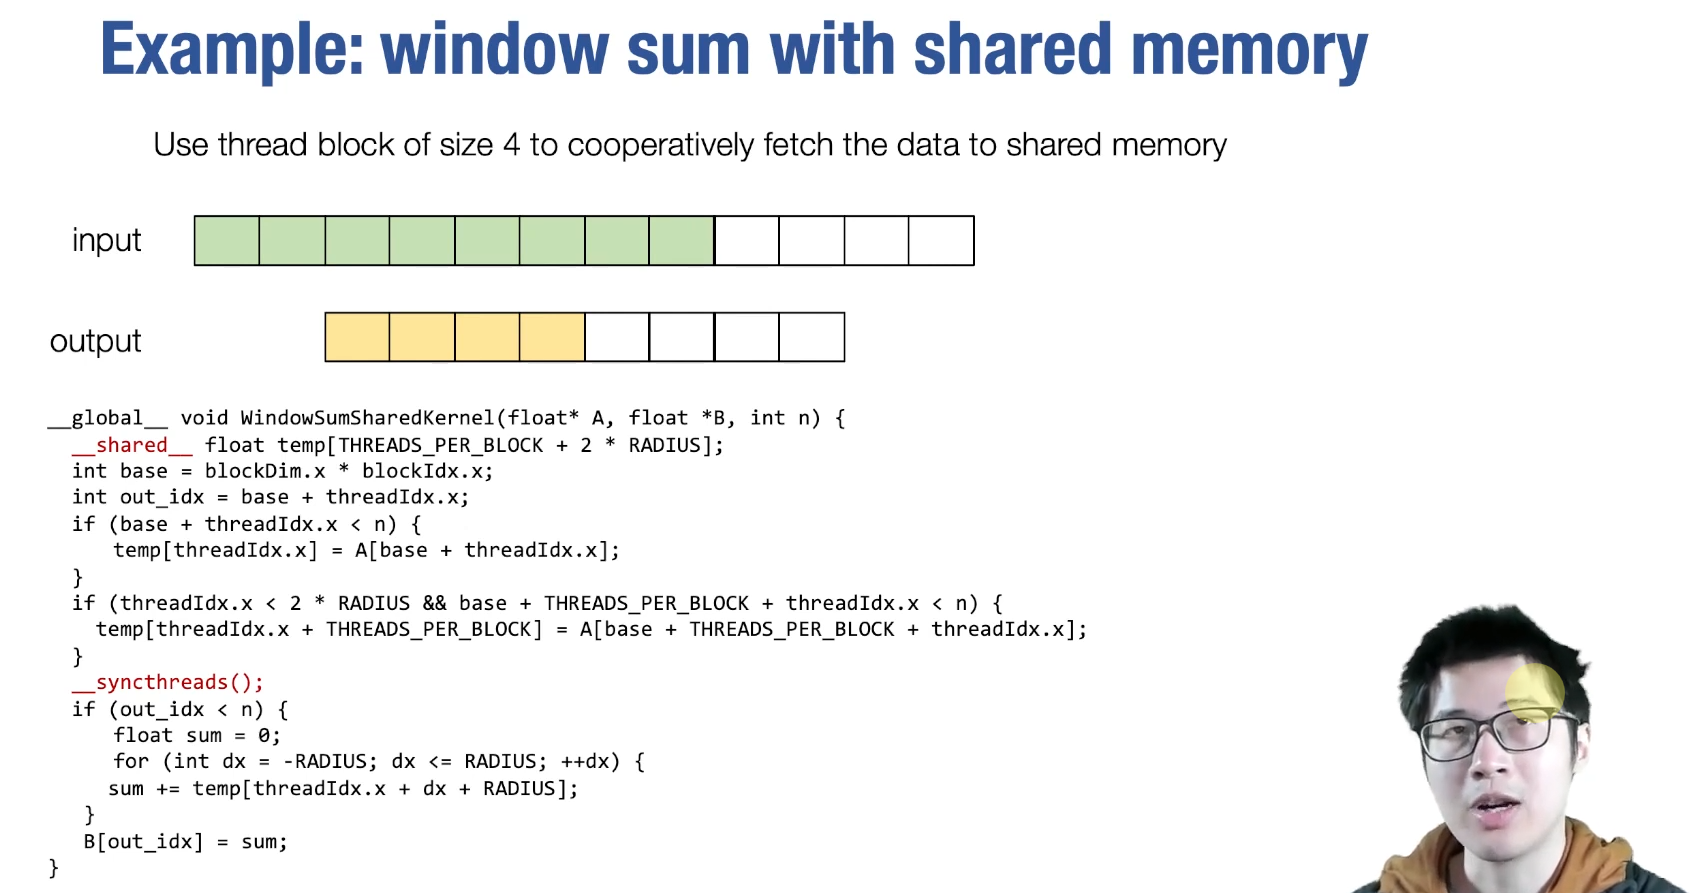 Example: window sum with shared memory
Use thread block of size 4 to cooperatively fetch the data to shared memory
input
output
__global__ void WindowSumSharedKernel(float* A, float *B, int n) {
__shared__ float temp[THREADS_PER_BLOCK + 2 * RADIUS];
int base = blockDim.x * blockIdx.x;
int out_idx = base + threadIdx.x;
if (base + threadIdx.x < n) {
temp[threadIdx.x] = A[base + threadIdx.x];
}
if (threadIdx.x < 2 * RADIUS && base + THREADS_PER_BLOCK + threadIdx.x < n) {
temp[threadIdx.x + THREADS_PER_BLOCK] = A[base + THREADS_PER_BLOCK + threadIdx.x];
}
__syncthreads();
if (out_idx < n) {
float sum = 0;
for (int dx = -RADIUS; dx <= RADIUS; ++dx) {
sum += temp[threadIdx.x + dx + RADIUS];
}
B[out_idx] = sum;
}